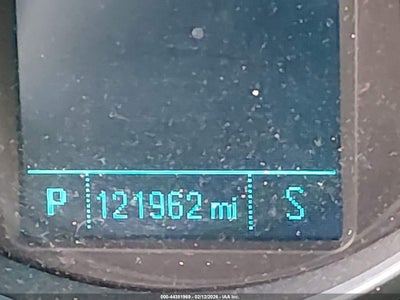 P 121962 mi S
000-44381969 - 02/12/2026 - IAA Inc.